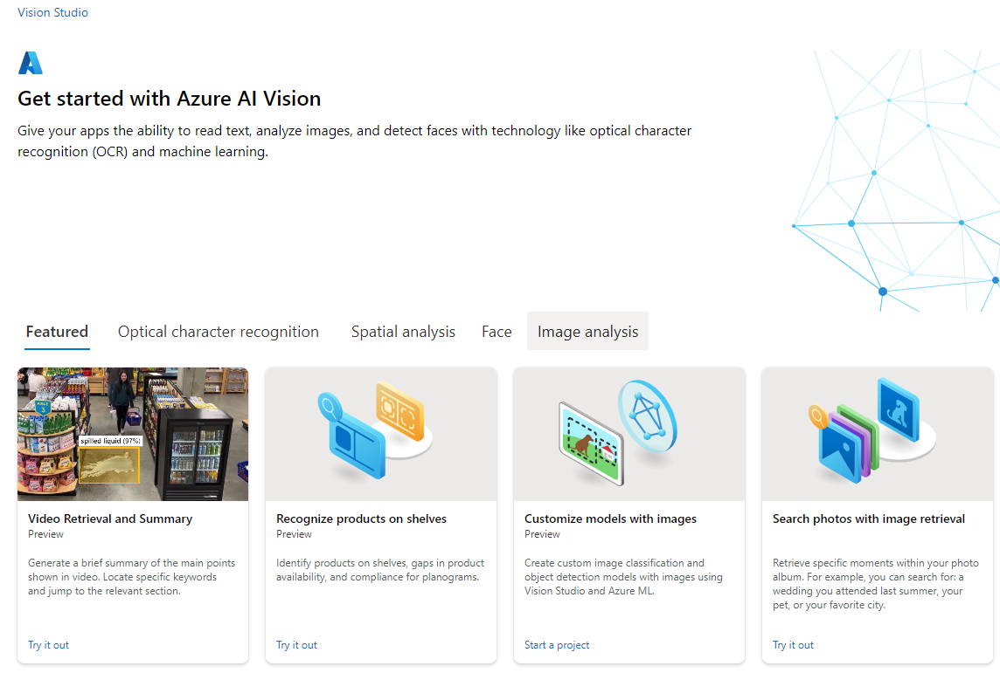 Vision Studio
Get started with Azure AI Vision
Give your apps the ability to read text, analyze images, and detect faces with technology like optical character
recognition (OCR) and machine learning.
Featured
Optical character recognition
Spatial analysis
Face
Image analysis
spilled liquid (97%)
Video Retrieval and Summary
Preview
Generate a brief summary of the main points
shown in video. Locate specific keywords
and jump to the relevant section.
Try it out
Recognize products on shelves
Preview
Identify products on shelves, gaps in product
availability, and compliance for planograms.
Try it out
Customize models with images
Preview
Create custom image classification and
object detection models with images using
Vision Studio and Azure ML.
Start a project
Search photos with image retrieval
Retrieve specific moments within your photo
album. For example, you can search for: a
wedding you attended last summer, your
pet, or your favorite city.
Try it out